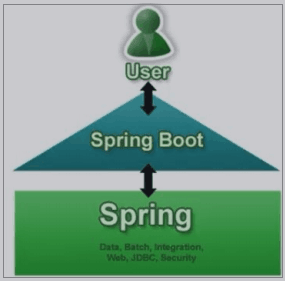 User
Spring Boot
Spring
Data, Batch, Integration,
Web, JDBC, Security